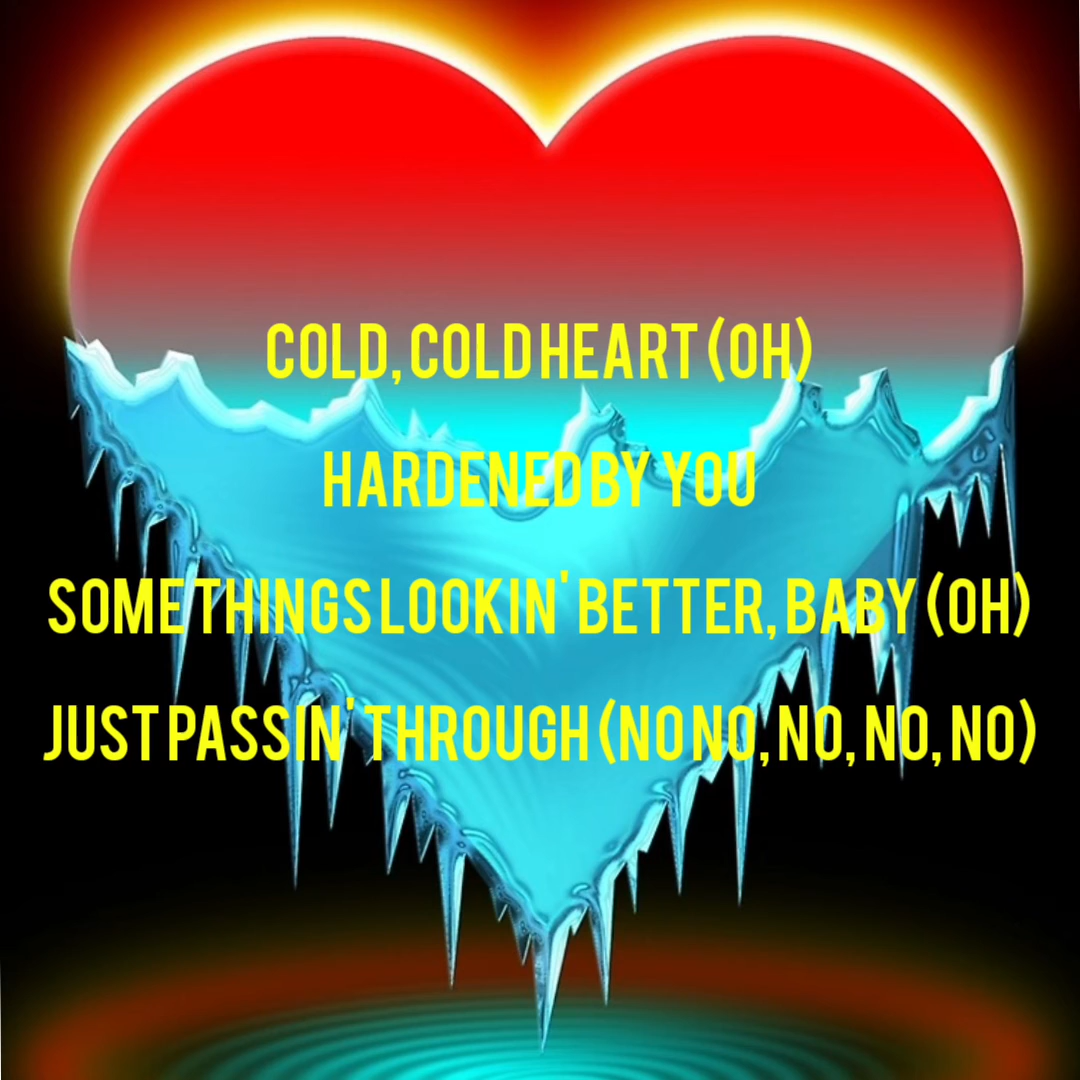 COLD, COLD HEART (OH)
HARDENED BY YOU
SOME THINGS LOOKIN' BETTER, BABY (OH)
JUST PASSIN' THROUGH (NO NO, NO, NO, NO)